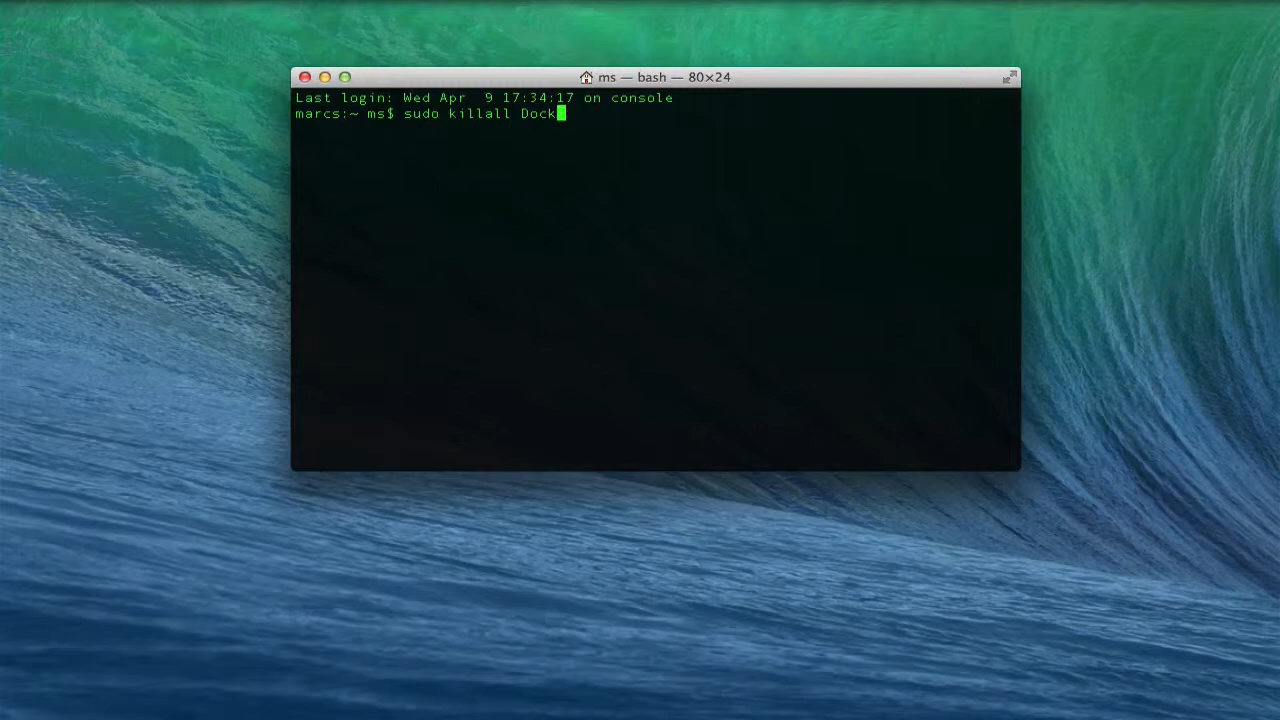 ms — bash — 80×24
Last login: Wed Apr  9 17:34:17 on console
marcs:~ ms$ sudo killall Dock